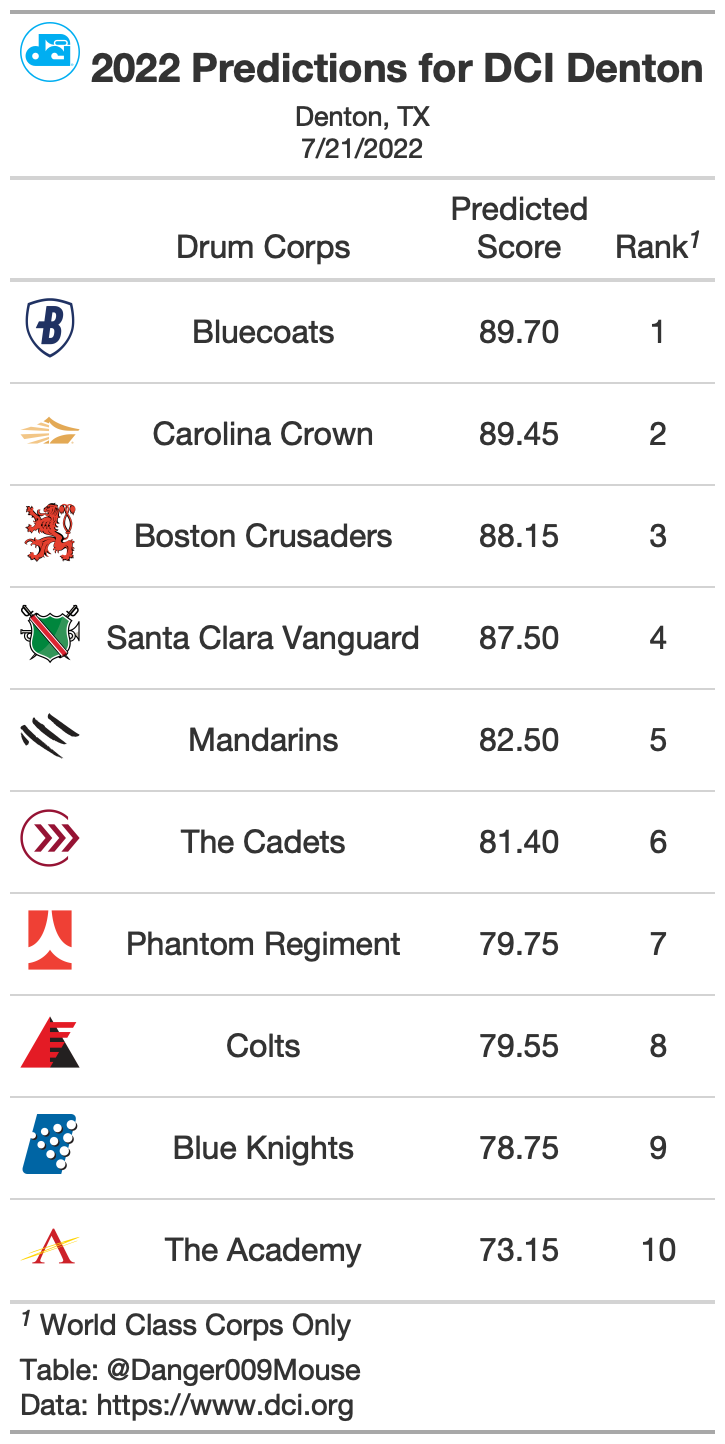 dci
2022 Predictions for DCI Denton
Denton, TX
7/21/2022
Drum Corps Predicted Score Rank1
B Bluecoats 89.70 1
Carolina Crown 89.45 2
Boston Crusaders 88.15 3
Santa Clara Vanguard 87.50 4
Mandarins 82.50 5
The Cadets 81.40 6
Phantom Regiment 79.75 7
Colts 79.55 8
Blue Knights 78.75 9
A The Academy 73.15 10
1 World Class Corps Only
Table: @Danger009Mouse
Data: https://www.dci.org